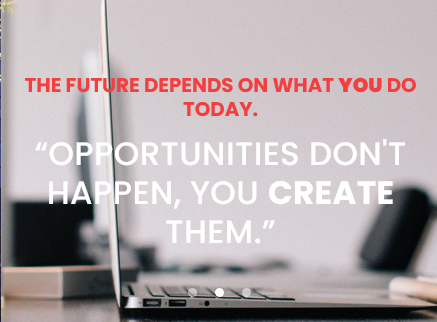 THE FUTURE DEPENDS ON WHAT YOU DO
TODAY.
“OPPORTUNITIES DON'T
HAPPEN, YOU CREATE
THEM.”